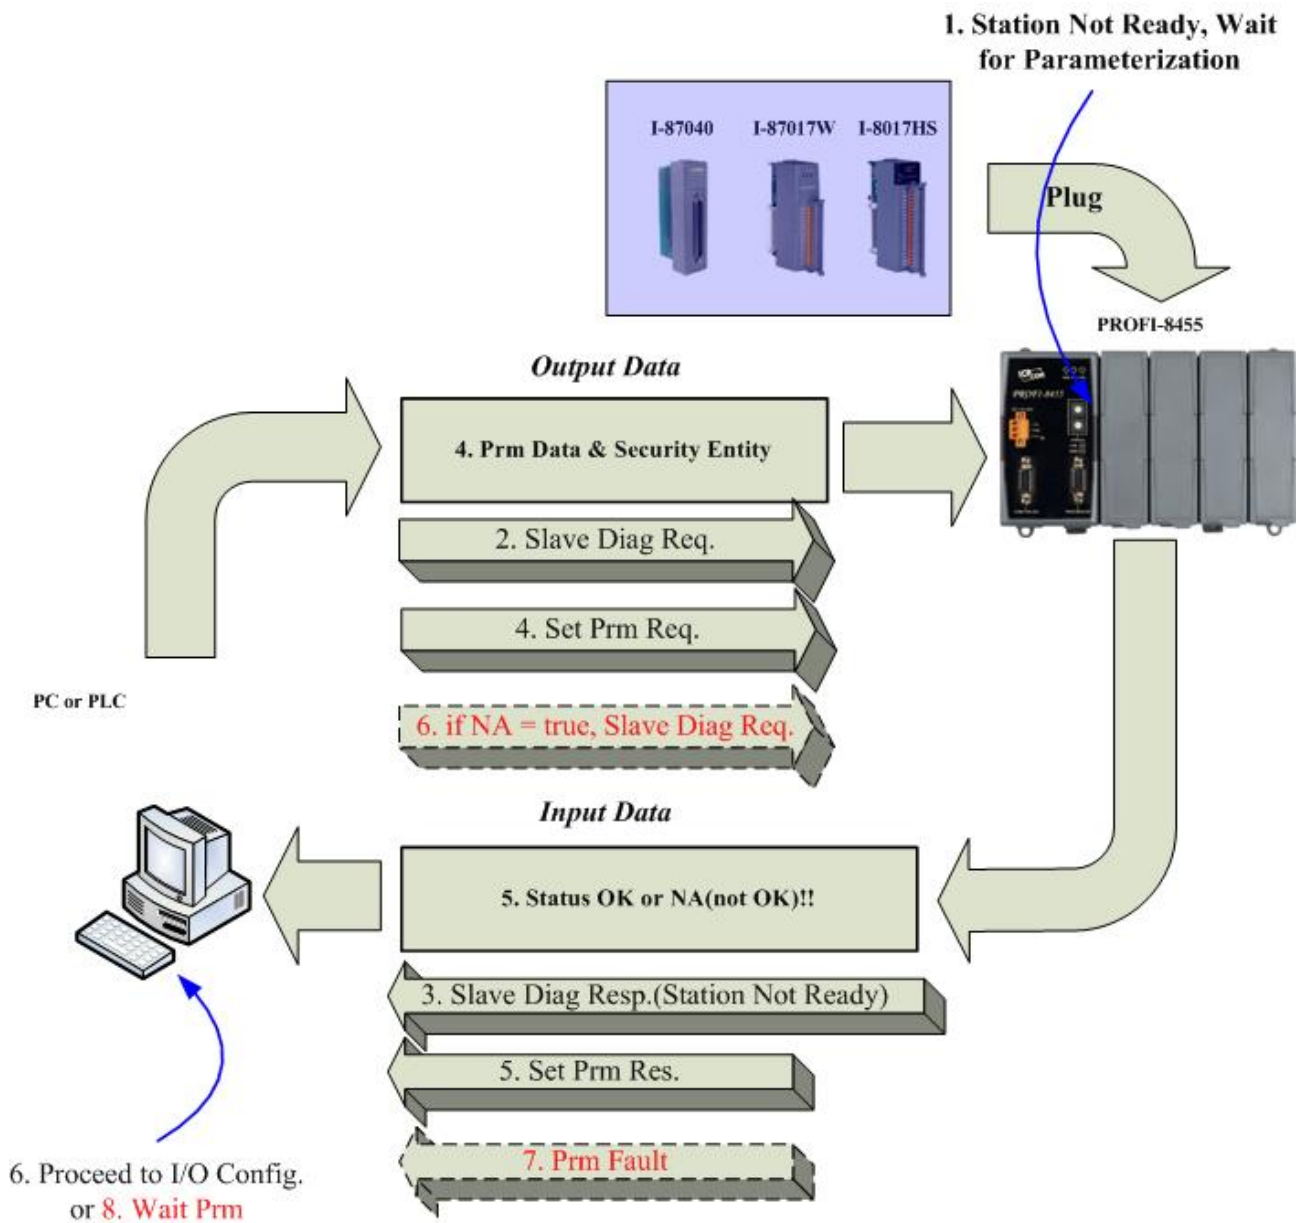 1. Station Not Ready, Wait
for Parameterization
I-87040
I-87017W
I-8017HS
Plug
PROFI-8455
Output Data
PROFI-8455
4. Prm Data & Security Entity
2. Slave Diag Req.
4. Set Prm Req.
PC or PLC
6. if NA = true, Slave Diag Req.
Input Data
5. Status OK or NA(not OK)!!
3. Slave Diag Resp.(Station Not Ready)
5. Set Prm Res.
7. Prm Fault
6. Proceed to I/O Config.
or 8. Wait Prm